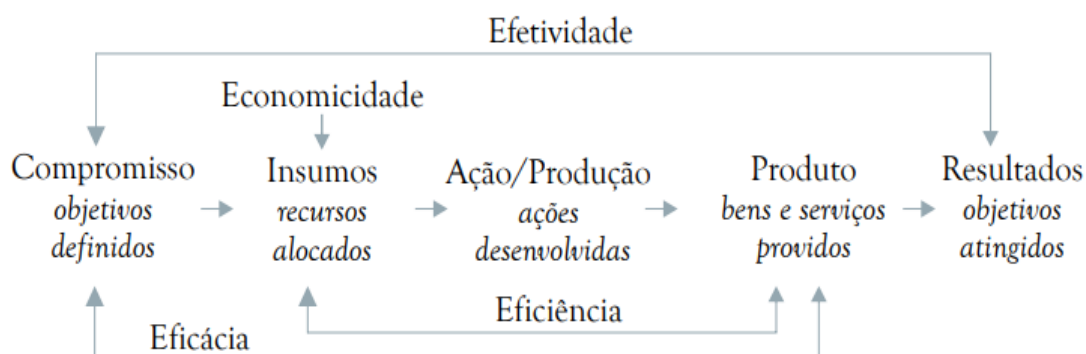 Efetividade
Economicidade
Compromisso
objetivos
definidos
Insumos
recursos
alocados
Ação/Produção
ações
desenvolvidas
Produto
bens e serviços
providos
Resultados
objetivos
atingidos
Eficiência
Eficácia